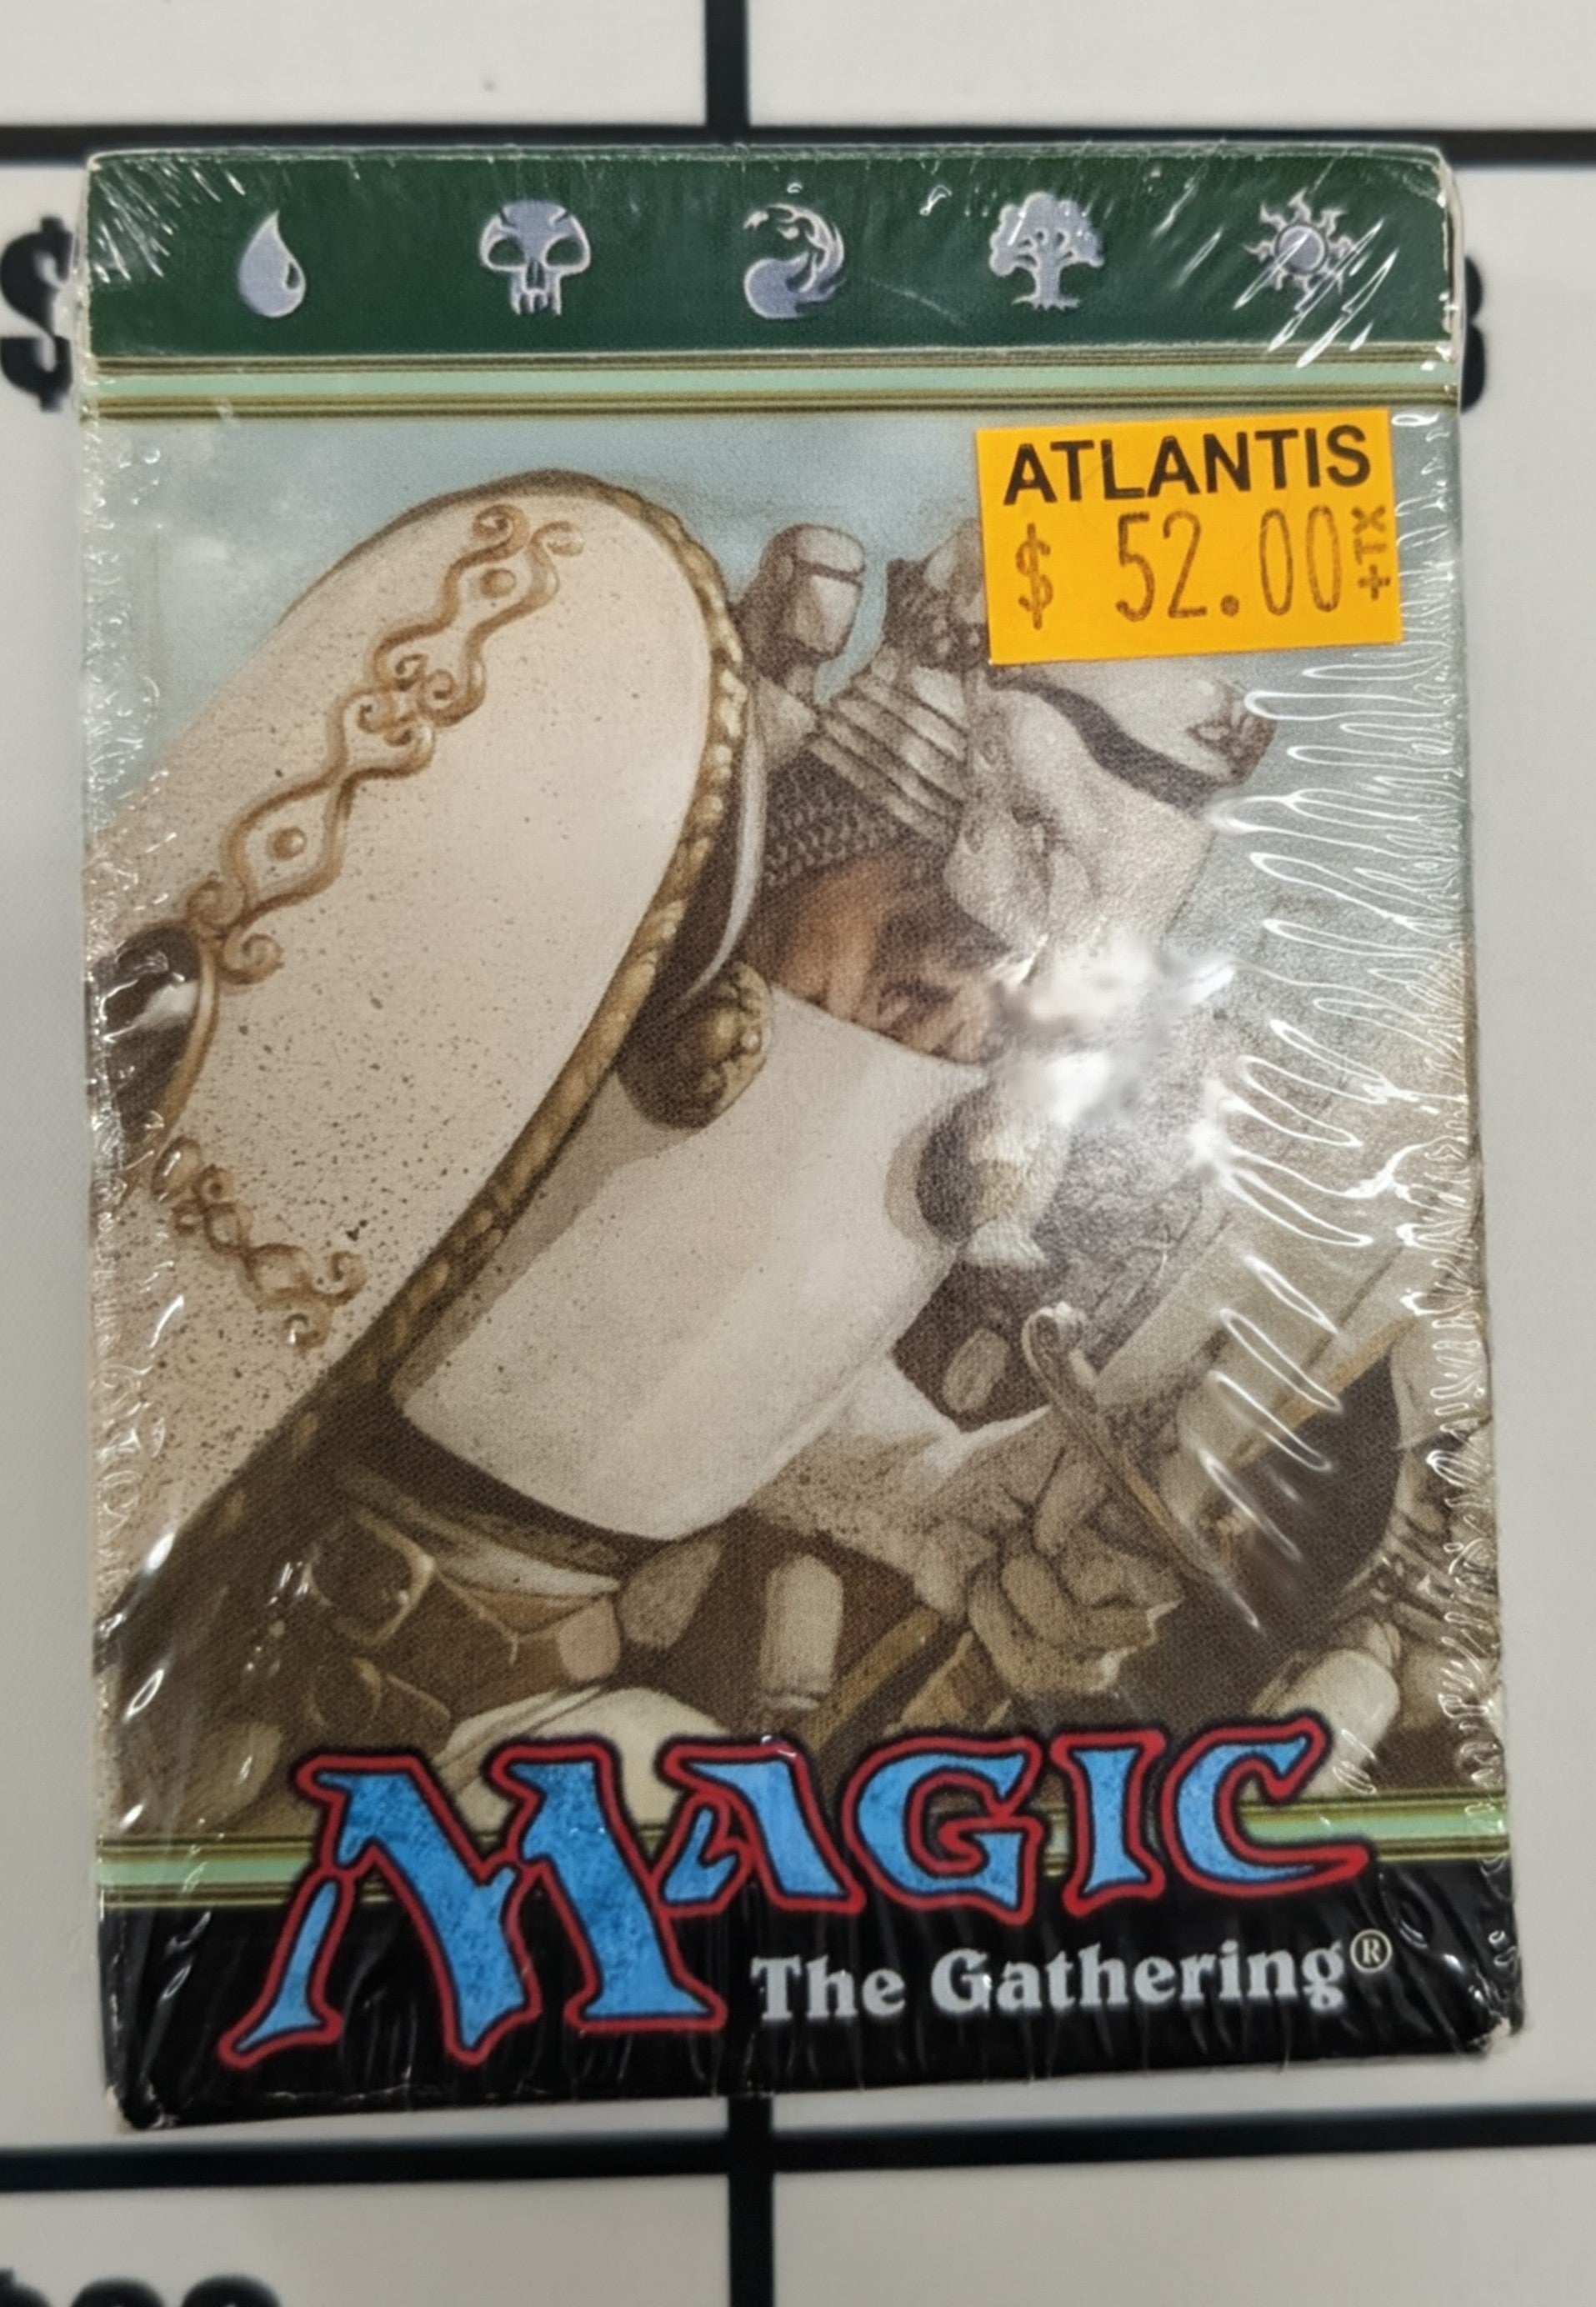 ATLANTIS
$ 52.00
+TX
MAGIC
The Gathering®